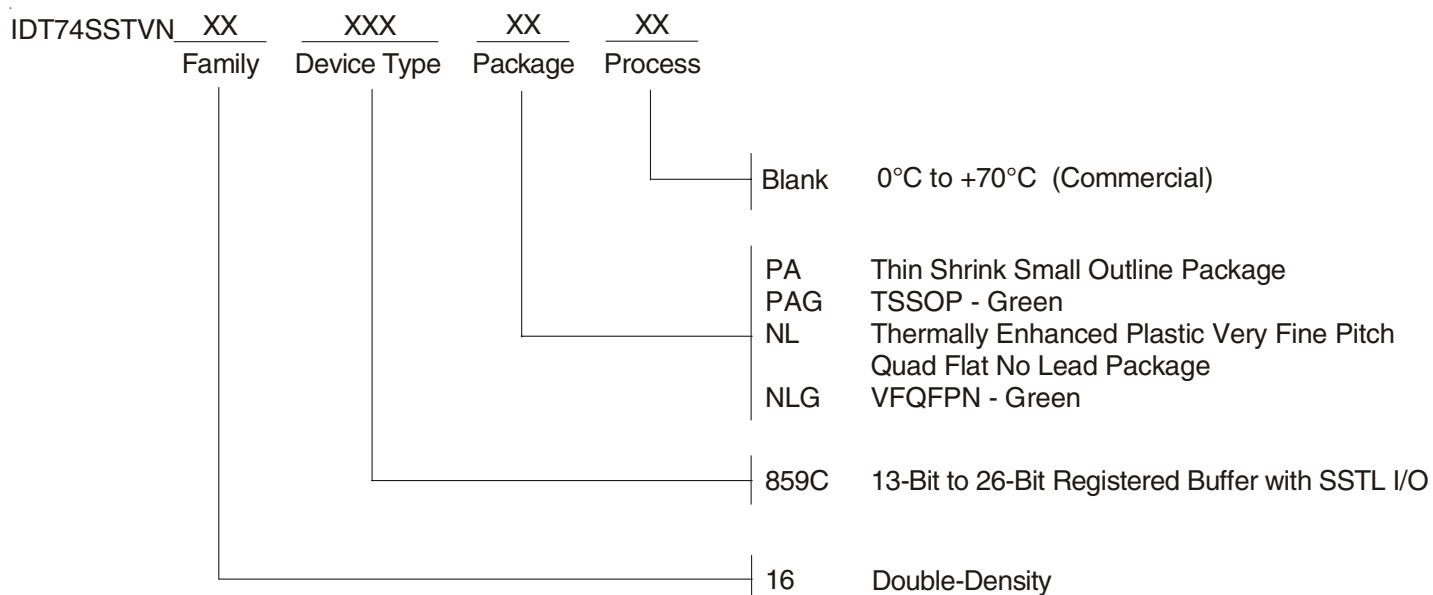 IDT74SSTVN XX XXX XX XX
Family Device Type Package Process
Blank 0°C to +70°C (Commercial)
PA Thin Shrink Small Outline Package
PAG TSSOP - Green
NL Thermally Enhanced Plastic Very Fine Pitch
Quad Flat No Lead Package
NLG VFQFPN - Green
859C 13-Bit to 26-Bit Registered Buffer with SSTL I/O
16 Double-Density